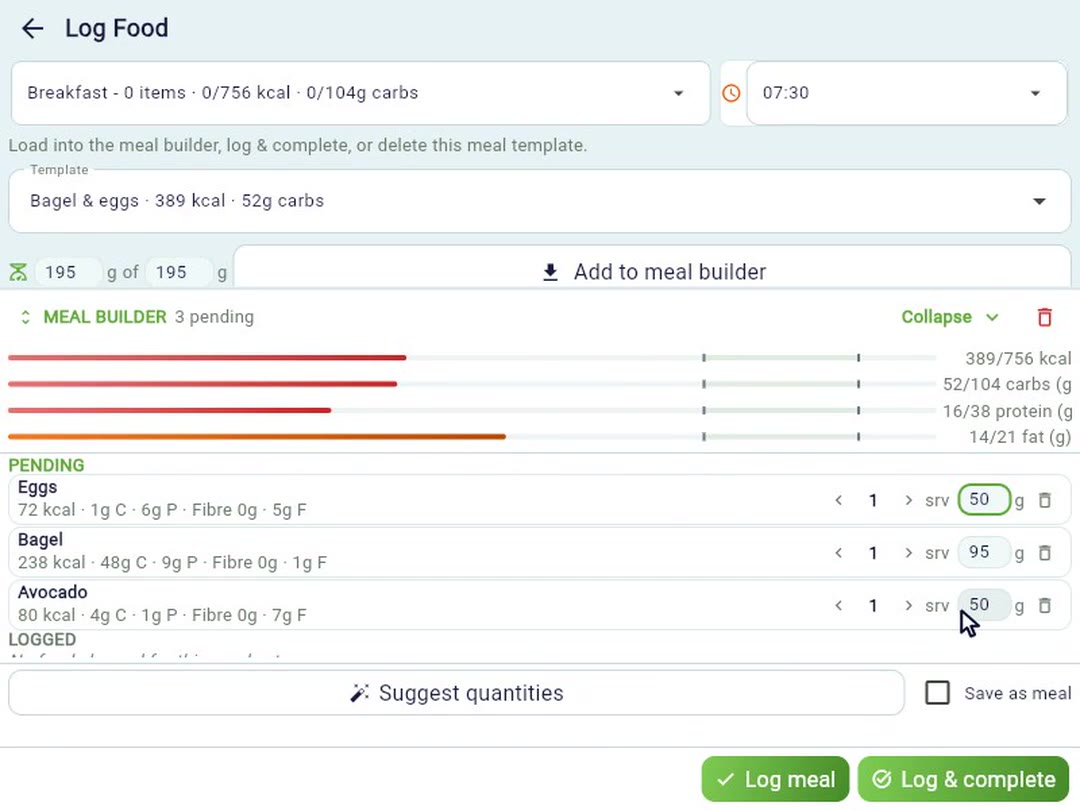 Log Food
Breakfast - 0 items · 0/756 kcal · 0/104g carbs
07:30
Load into the meal builder, log & complete, or delete this meal template.
Template
Bagel & eggs · 389 kcal · 52g carbs
195 g of 195 g
Add to meal builder
MEAL BUILDER 3 pending
Collapse
389/756 kcal
52/104 carbs (g
16/38 protein (g
14/21 fat (g)
PENDING
Eggs
72 kcal · 1g C · 6g P · Fibre 0g · 5g F
1 srv 50 g
Bagel
238 kcal · 48g C · 9g P · Fibre 0g · 1g F
1 srv 95 g
Avocado
80 kcal · 4g C · 1g P · Fibre 0g · 7g F
1 srv 50 g
LOGGED
Suggest quantities
Save as meal
Log meal
Log & complete